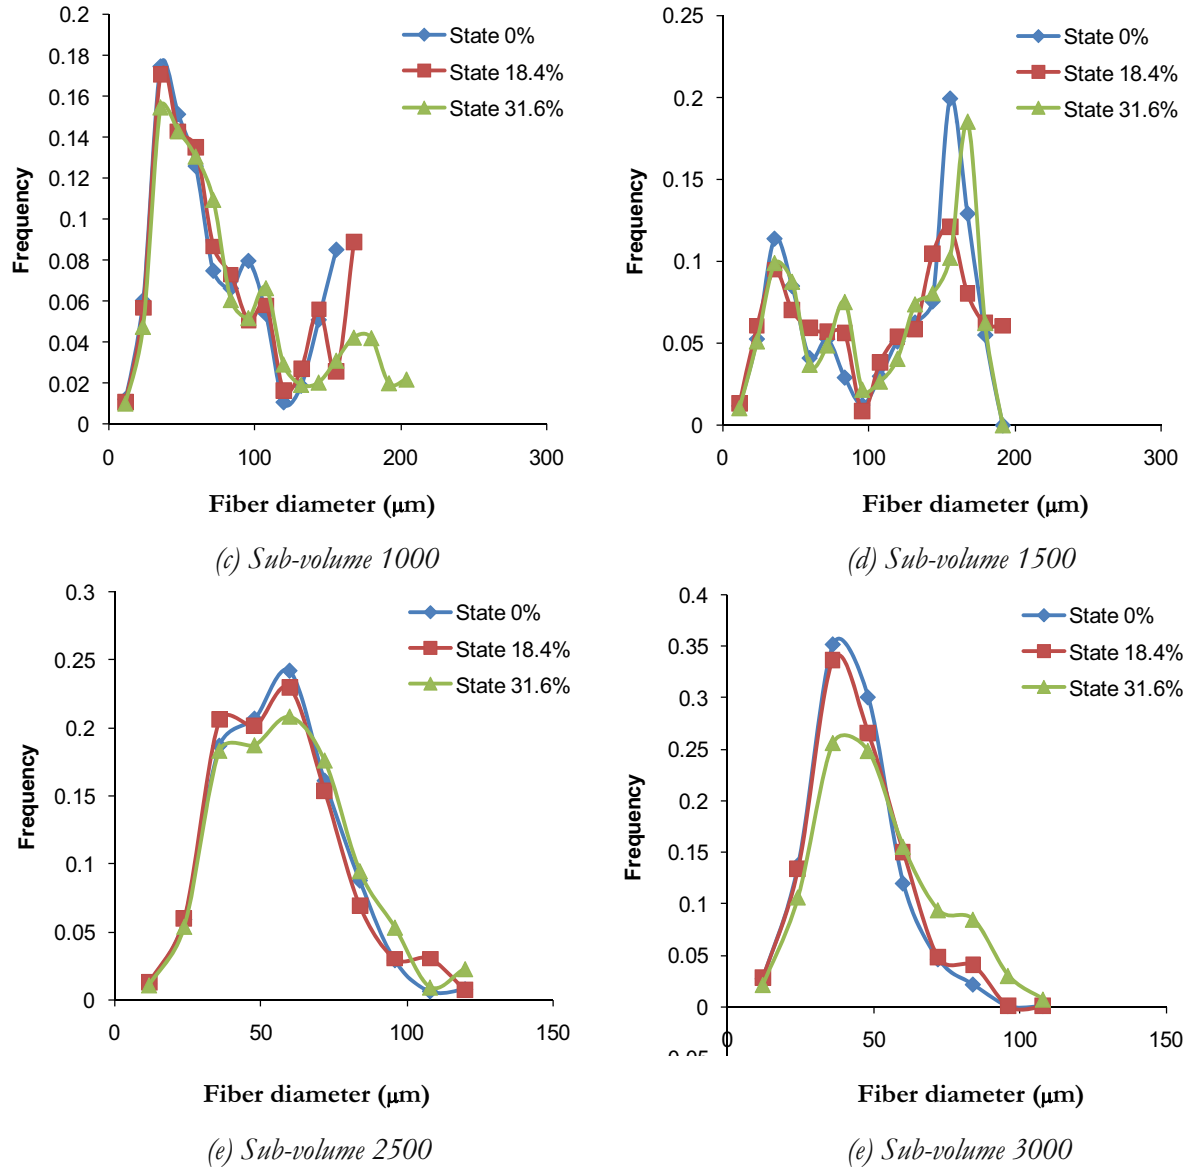 0.2
0.18
0.16
0.14
0.12
0.1
0.08
0.06
0.04
0.02
0
0 100 200 300
Frequency
Fiber diameter (μm)
State 0%
State 18.4%
State 31.6%
(c) Sub-volume 1000
0.25
0.2
0.15
0.1
0.05
0
0 100 200 300
Frequency
Fiber diameter (μm)
State 0%
State 18.4%
State 31.6%
(d) Sub-volume 1500
0.3
0.25
0.2
0.15
0.1
0.05
0
0 50 100 150
Frequency
Fiber diameter (μm)
State 0%
State 18.4%
State 31.6%
(e) Sub-volume 2500
0.4
0.35
0.3
0.25
0.2
0.15
0.1
0.05
0
0 50 100 150
Frequency
Fiber diameter (μm)
State 0%
State 18.4%
State 31.6%
(e) Sub-volume 3000